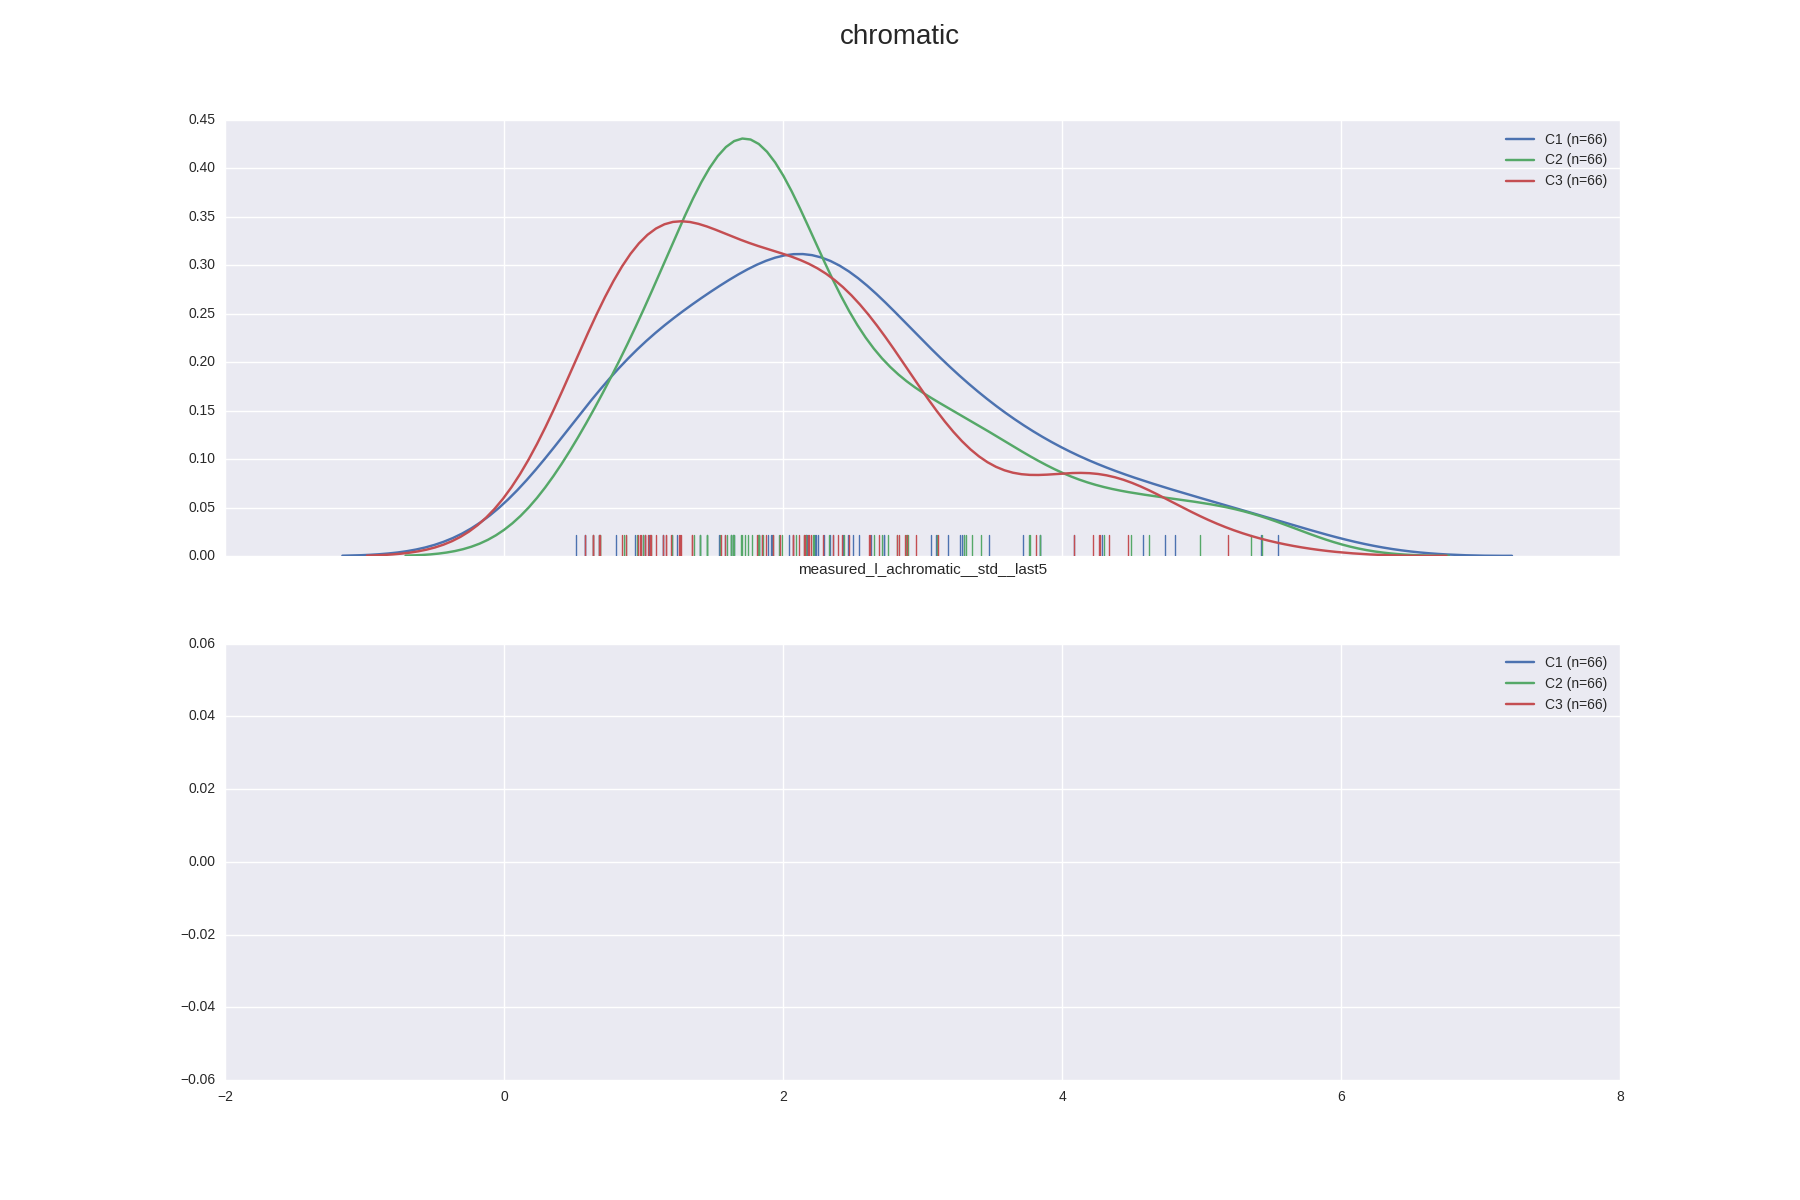 chromatic
0.45
0.40
0.35
0.30
0.25
0.20
0.15
0.10
0.05
0.00
C1 (n=66)
C2 (n=66)
C3 (n=66)
measured_l_achromatic__std__last5
0.06
0.04
0.02
0.00
−0.02
−0.04
−0.06
C1 (n=66)
C2 (n=66)
C3 (n=66)
−2 0 2 4 6 8